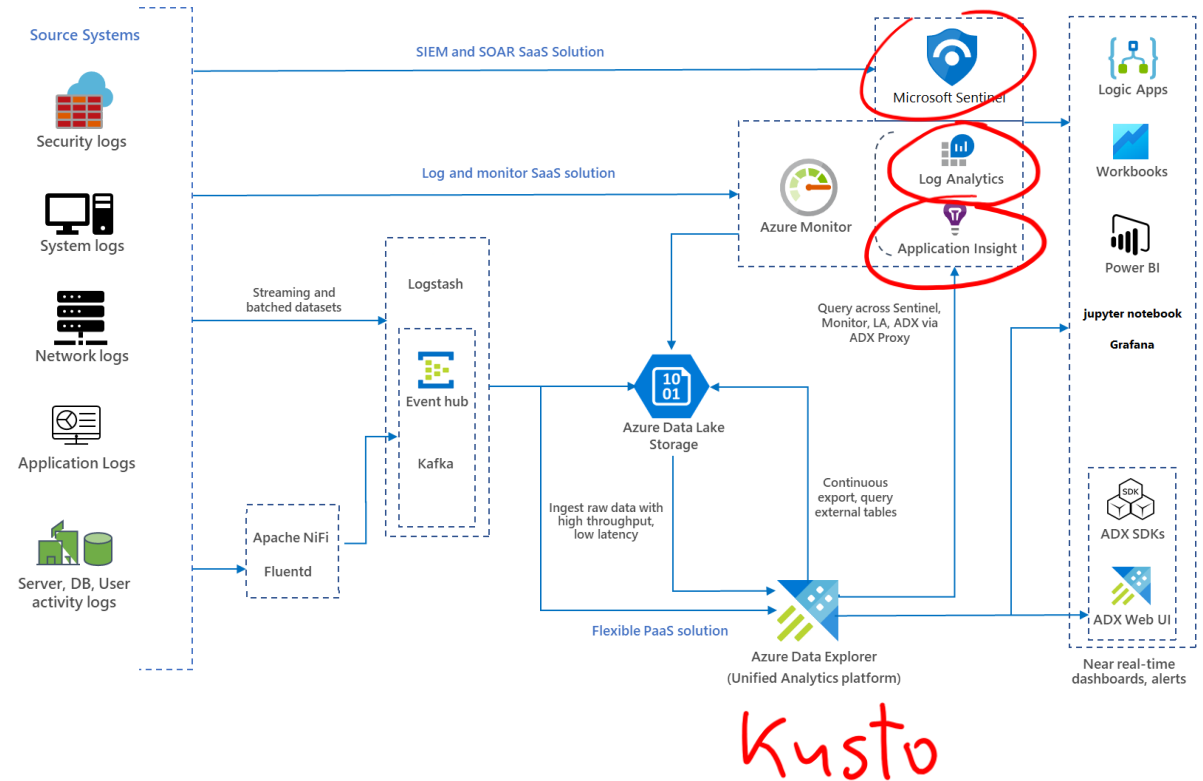 Source Systems
Security logs
System logs
Network logs
Application Logs
Server, DB, User
activity logs
SIEM and SOAR SaaS Solution
Log and monitor SaaS solution
Streaming and
batched datasets
Apache NiFi
Fluentd
Logstash
Event hub
Kafka
Microsoft Sentinel
Azure Monitor
Log Analytics
Application Insight
Query across Sentinel,
Monitor, LA, ADX via
ADX Proxy
10
01
Azure Data Lake
Storage
Ingest raw data with
high throughput,
low latency
Continuous
export, query
external tables
Flexible PaaS solution
Azure Data Explorer
(Unified Analytics platform)
Kusto
Logic Apps
Workbooks
Power BI
jupyter notebook
Grafana
SDK
ADX SDKs
ADX Web UI
Near real-time
dashboards, alerts